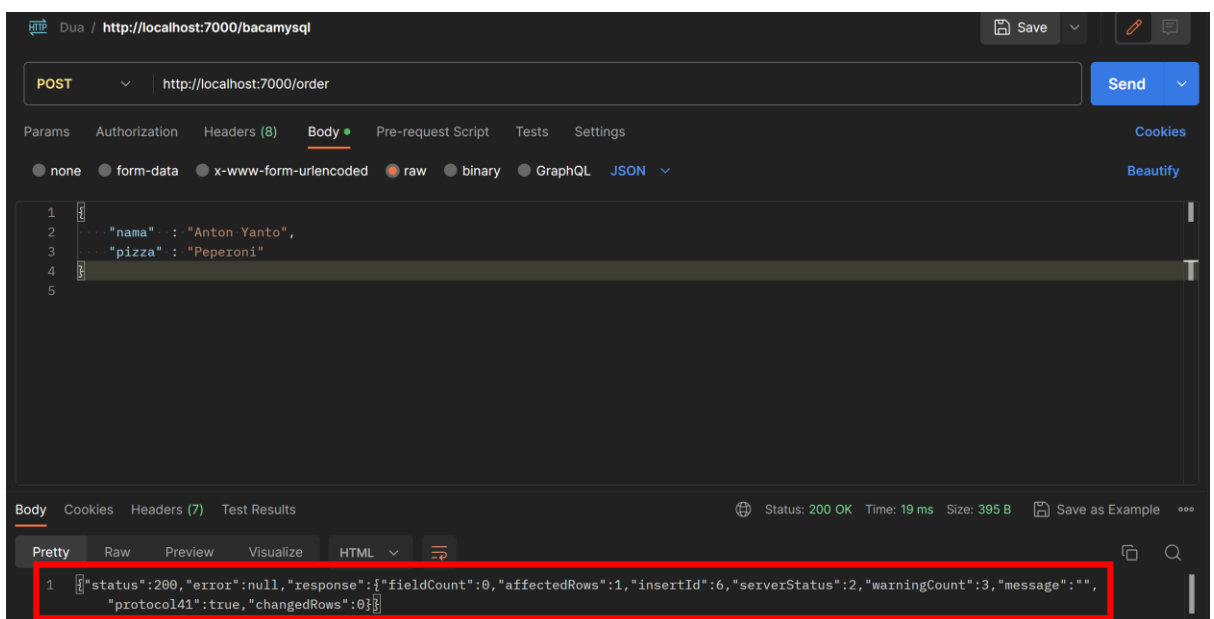 HTTP Dua / http://localhost:7000/bacamysql Save
POST http://localhost:7000/order Send
Params Authorization Headers (8) Body Pre-request Script Tests Settings Cookies
none form-data x-www-form-urlencoded raw binary GraphQL JSON Beautify
1 {
2 "nama" : "Anton Yanto",
3 "pizza" : "Peperoni"
4 }
5
Body Cookies Headers (7) Test Results Status: 200 OK Time: 19 ms Size: 395 B Save as Example
Pretty Raw Preview Visualize HTML
1 {"status":200,"error":null,"response":{"fieldCount":0,"affectedRows":1,"insertId":6,"serverStatus":2,"warningCount":3,"message":"",
"protocol41":true,"changedRows":0}}